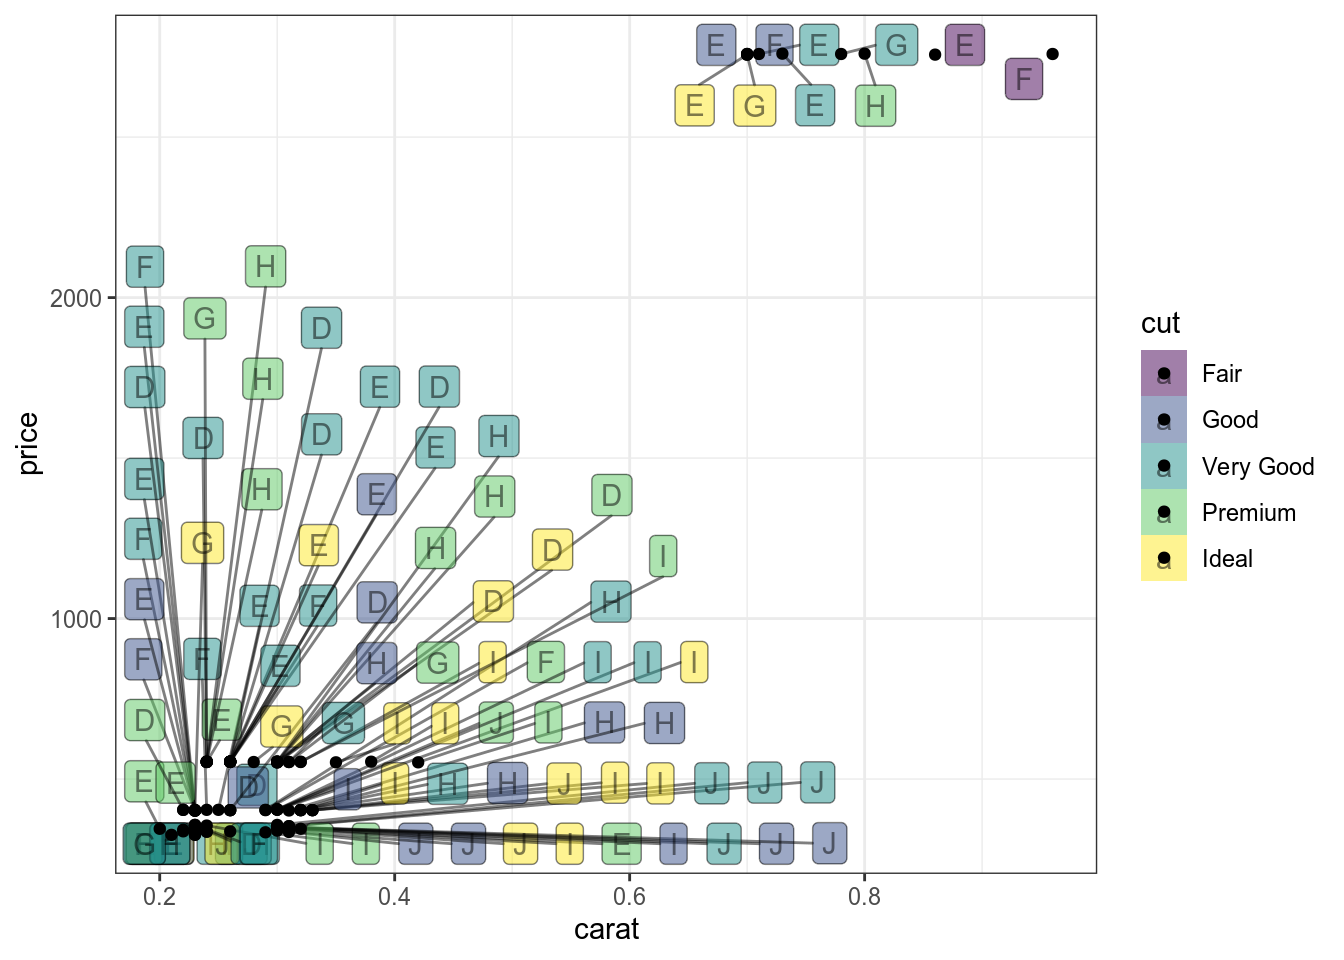 E F E G E
F
E G E H
F H
G
E D
D H E D
D D E H
E H E H D
F G E H D I
E E F D D H
F F E H G I F I I I
D E G G I I J I H H
E E D I I H H J I I J J J
G J F I I J J J I E I J J J
2000
1000
0.2 0.4 0.6 0.8
carat
price
cut
a Fair
a Good
a Very Good
a Premium
a Ideal